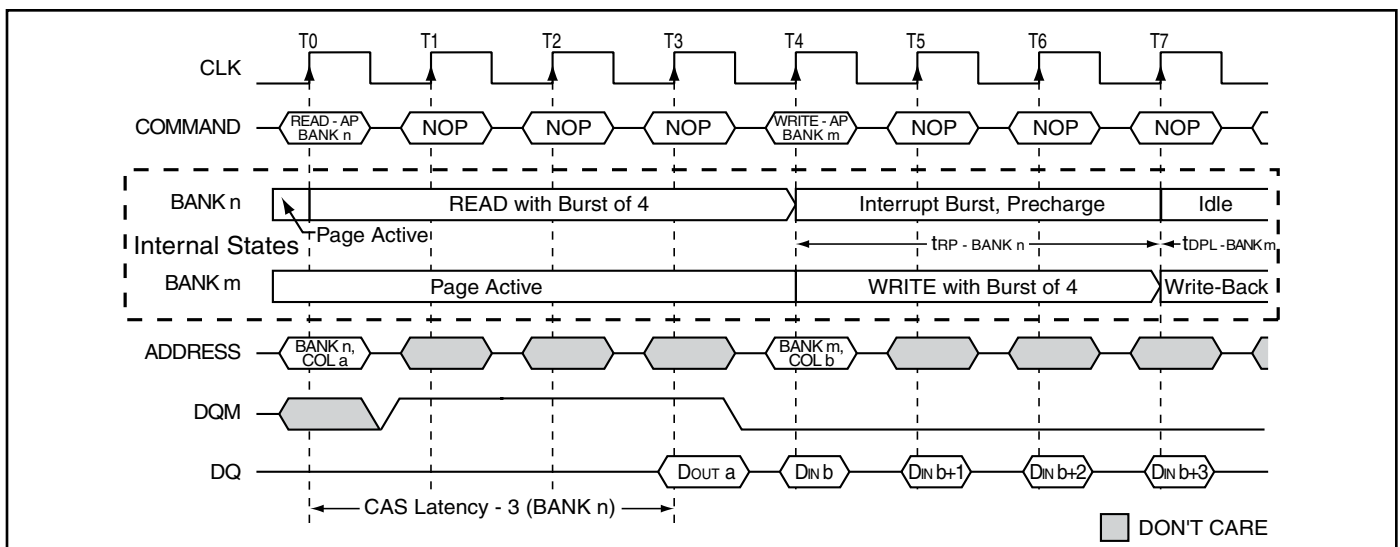 T0 T1 T2 T3 T4 T5 T6 T7
CLK
COMMAND READ - AP BANK n NOP NOP NOP WRITE - AP BANK m NOP NOP NOP
BANK n READ with Burst of 4 Interrupt Burst, Precharge Idle
Internal States Page Active tRP - BANK n tDPL - BANK m
BANK m Page Active WRITE with Burst of 4 Write-Back
ADDRESS BANK n, COL a BANK m, COL b
DQM
DQ DOUT a DIN b DIN b+1 DIN b+2 DIN b+3
CAS Latency - 3 (BANK n)
DON'T CARE